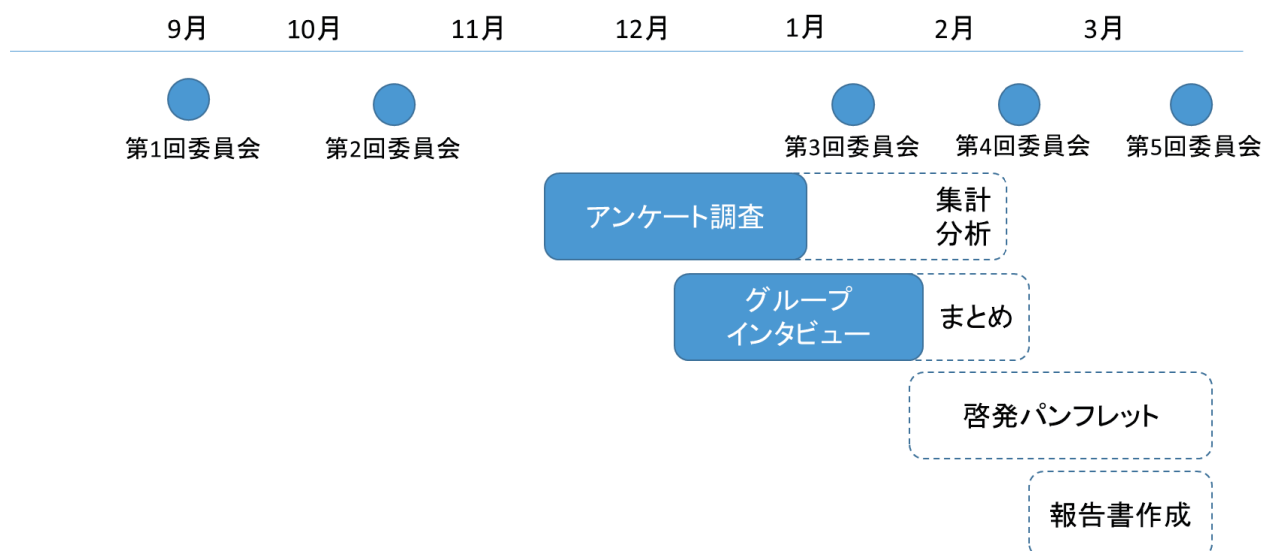 9月 10月 11月 12月 1月 2月 3月
第1回委員会 第2回委員会 第3回委員会 第4回委員会 第5回委員会
アンケート調査
集計
分析
グループ
インタビュー
まとめ
啓発パンフレット
報告書作成